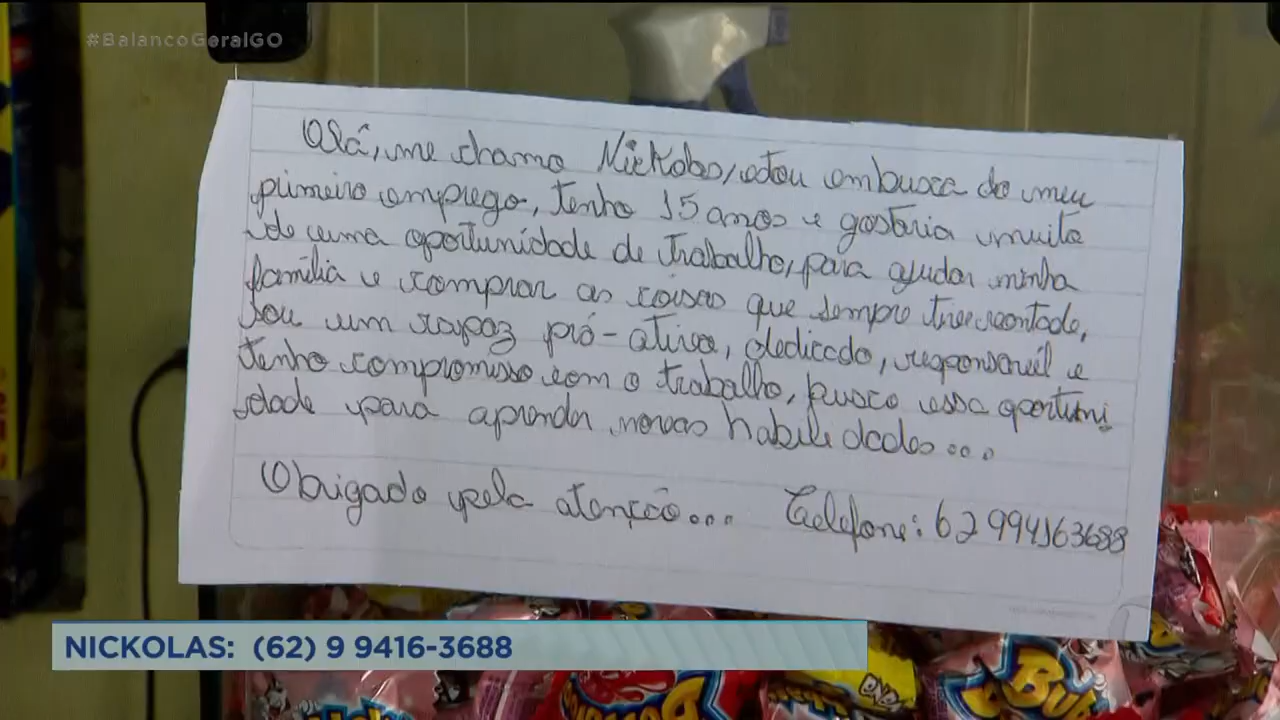 #BalancoGeralGO
Olá, me chamo Nickolas, estou em busca do meu
primeiro emprego, tenho 15 anos e gostaria muito
de uma oportunidade de trabalho, para ajudar minha
família e comprar as coisas que sempre tive vontade,
sou um rapaz pró-ativo, dedicado, responsável e
tenho compromisso com o trabalho, busco essa oportuni
dade para aprender novas habilidades...
Obrigado pela atenção... Telefone: 62 994163688
NICKOLAS: (62) 9 9416-3688